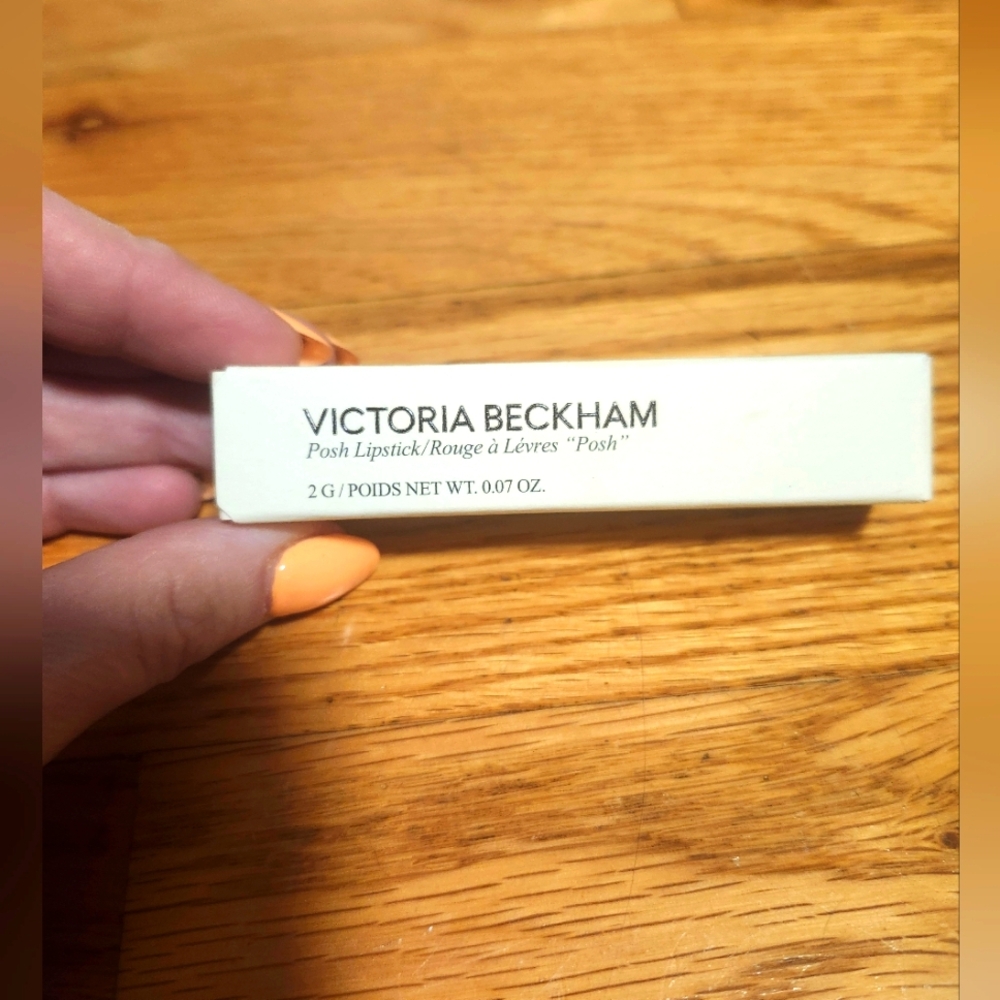 VICTORIA BECKHAM
Posh Lipstick/Rouge à Lévres “Posh”
2 G / POIDS NET WT. 0.07 OZ.